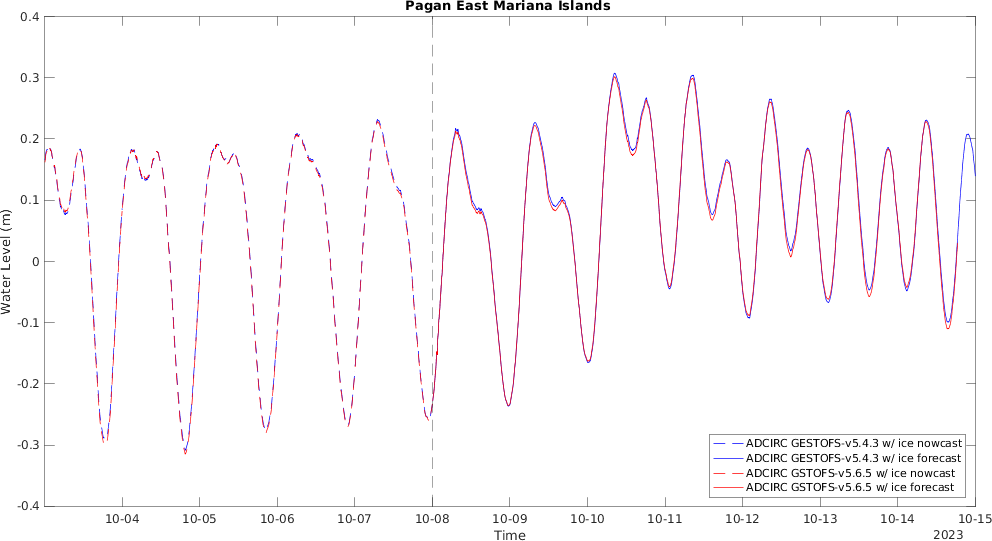 Pagan East Mariana Islands
0.4
0.3
0.2
0.1
0
-0.1
-0.2
-0.3
-0.4
Water Level (m)
10-04 10-05 10-06 10-07 10-08 10-09 10-10 10-11 10-12 10-13 10-14 10-15
Time
2023
ADCIRC GESTOFS-v5.4.3 w/ ice nowcast
ADCIRC GESTOFS-v5.4.3 w/ ice forecast
ADCIRC GSTOFS-v5.6.5 w/ ice nowcast
ADCIRC GSTOFS-v5.6.5 w/ ice forecast